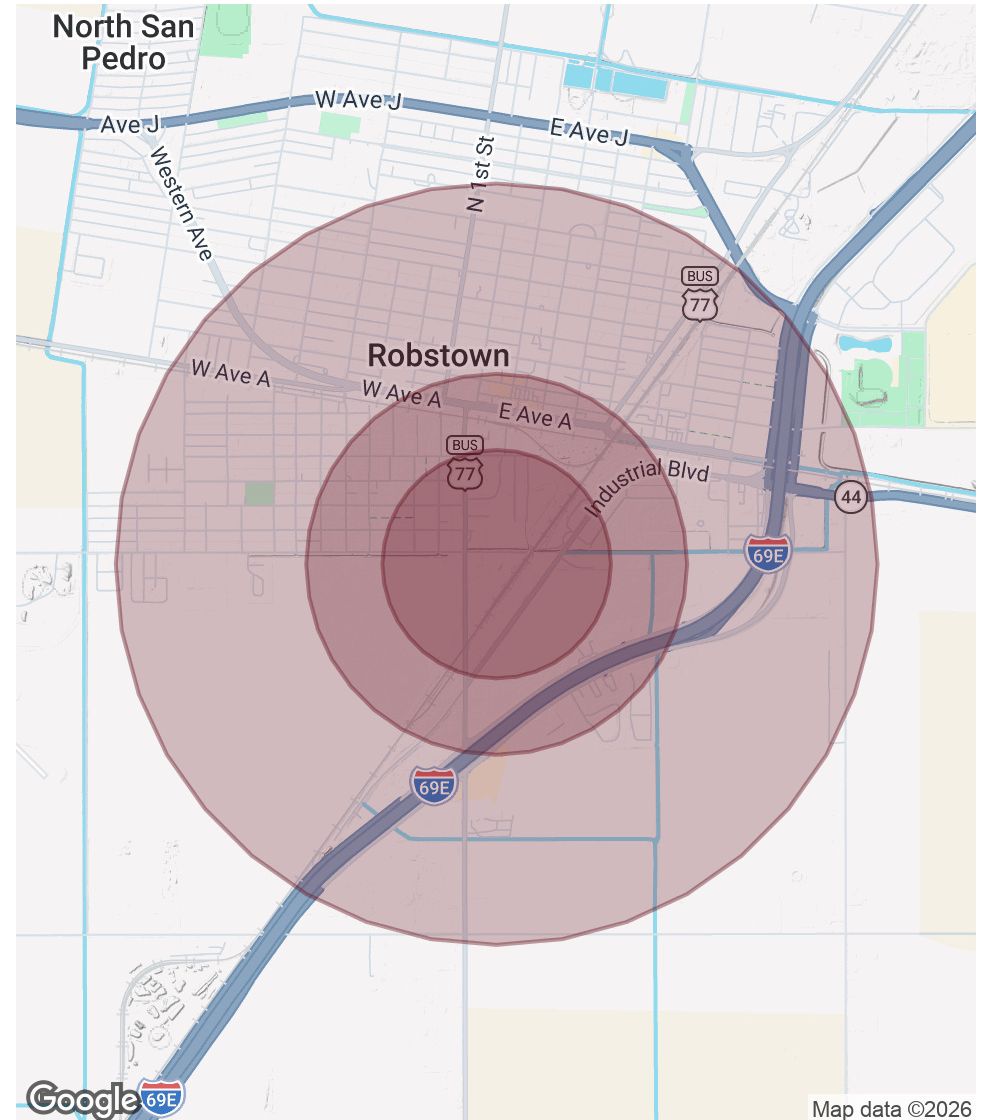 North San
Pedro
W Ave J
Ave J
E Ave J
N 1st St
Western Ave
BUS
77
Robstown
W Ave A
W Ave A
E Ave A
BUS
77
Industrial Blvd
44
69E
69E
69E
Google
Map data ©2026